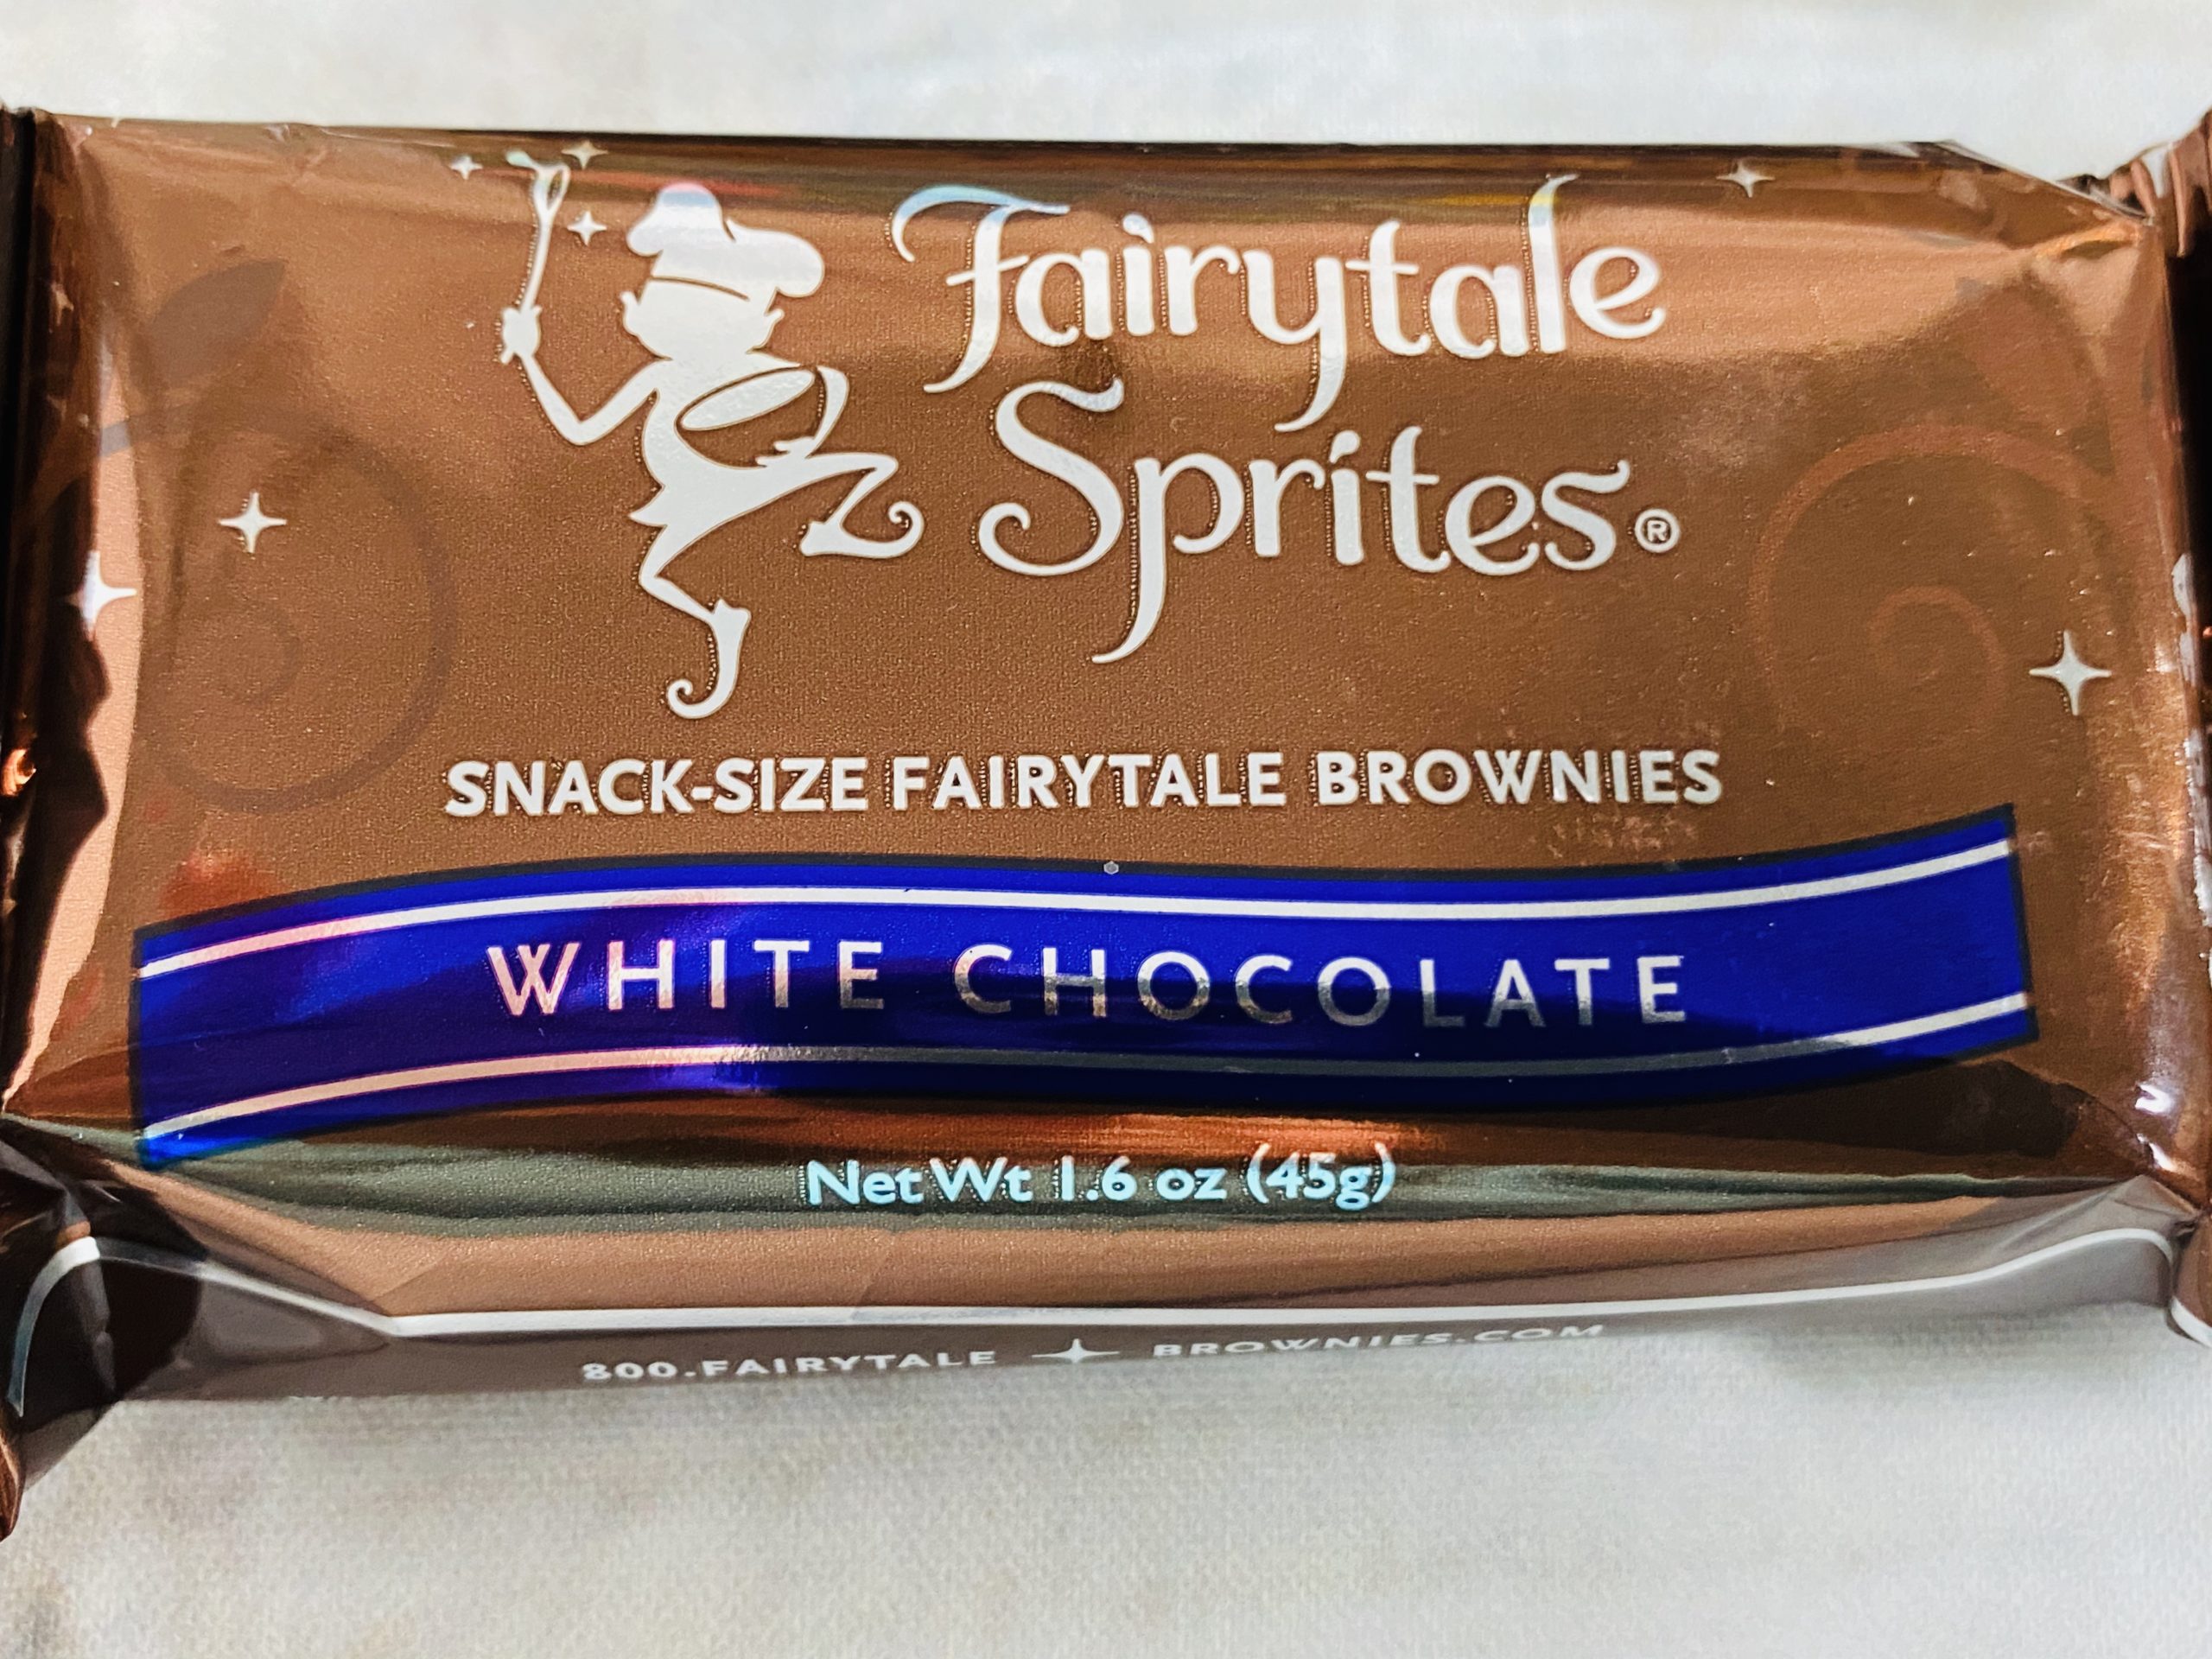 Fairytale
Sprites®
SNACK-SIZE FAIRYTALE BROWNIES
WHITE CHOCOLATE
Net Wt 1.6 oz (45g)
800.FAIRYTALE BROWNIES.COM